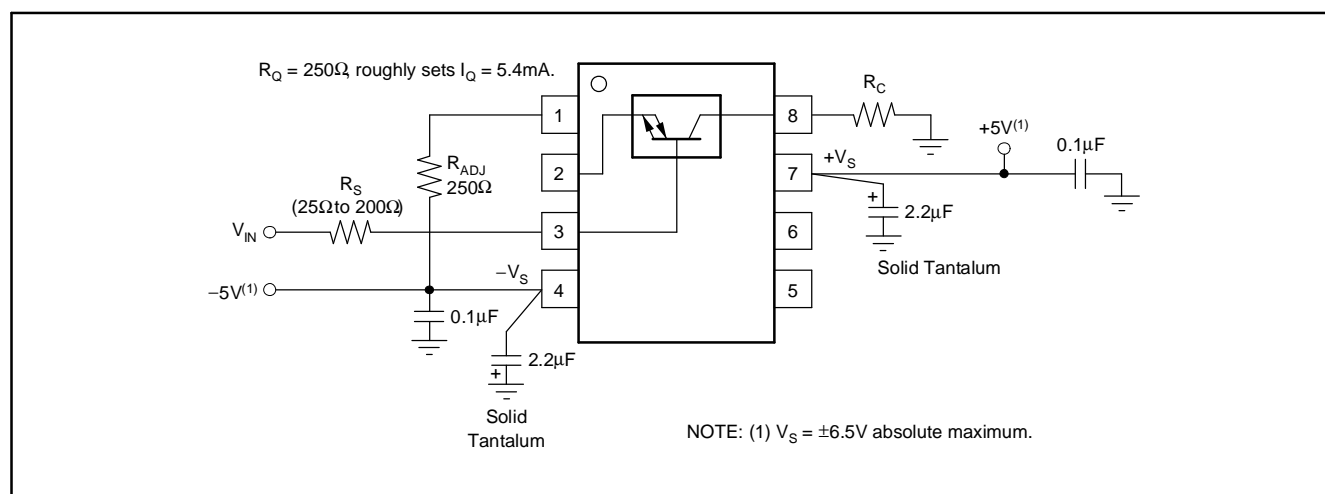 R_Q = 250Ω, roughly sets I_Q = 5.4mA.
1
8
R_C
+5V(1)
0.1μF
R_ADJ
250Ω
2
+V_S
7
R_S
(25Ω to 200Ω)
+
2.2μF
V_IN
3
6
Solid Tantalum
−5V(1)
−V_S
4
5
0.1μF
2.2μF
+
Solid
Tantalum
NOTE: (1) V_S = ±6.5V absolute maximum.